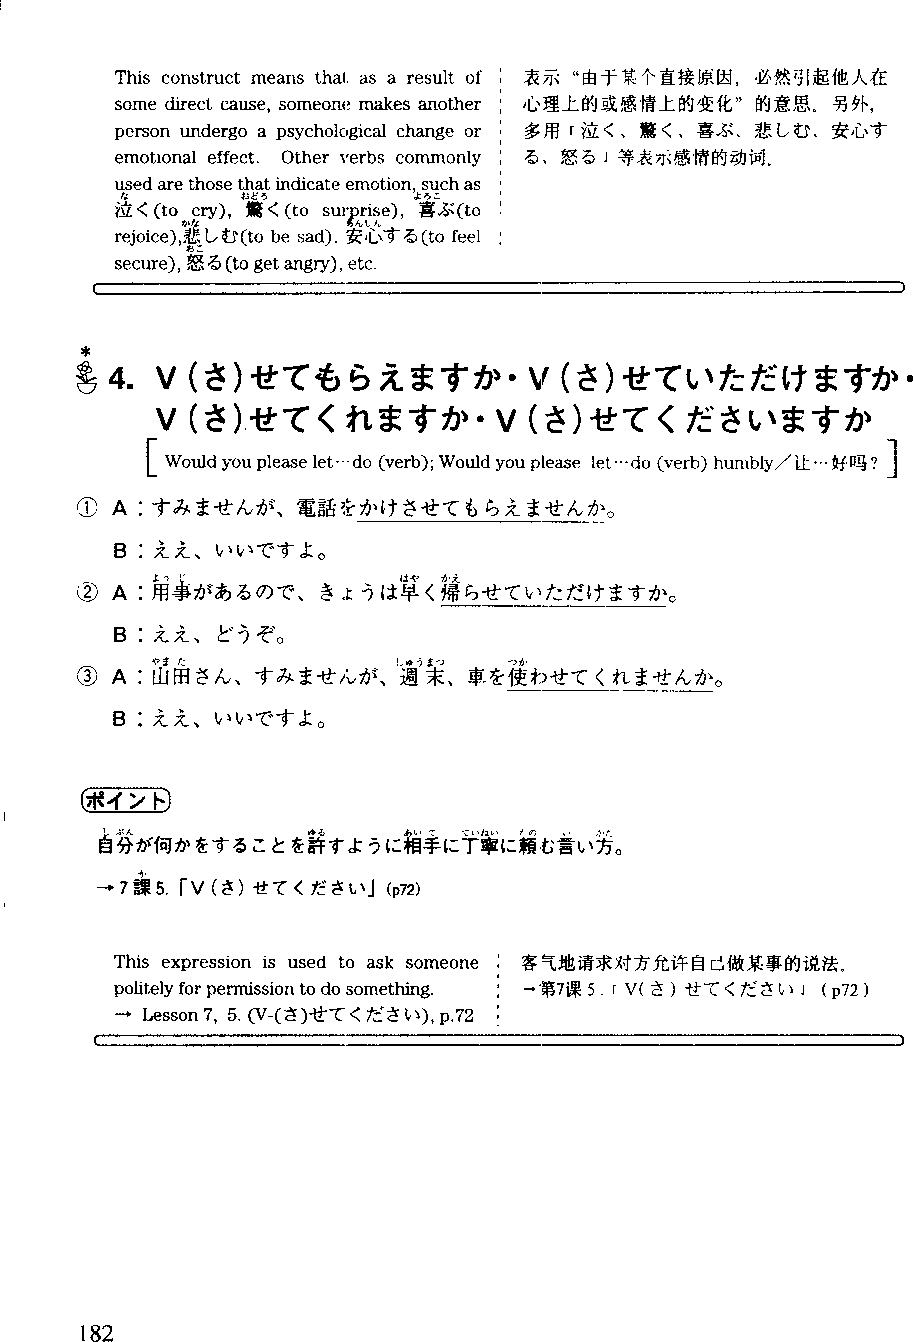 This construct means that as a result of
some direct cause, someone makes another
person undergo a psychological change or
emotional effect. Other verbs commonly
used are those that indicate emotion, such as
泣く(to cry), 驚く(to surprise), 喜ぶ(to
rejoice),悲しむ(to be sad). 安心する(to feel
secure), 怒る(to get angry), etc.
表示“由于某个直接原因，必然引起他人在
心理上的或感情上的变化”的意思。另外，
多用「泣く、驚く、喜ぶ、悲しむ、安心す
る、怒る」等表示感情的动词.
*
4. V(さ)せてもらえますか・V(さ)せていただけますか・
V(さ)せてくれますか・V(さ)せてくださいますか
[Would you please let…do (verb); Would you please let…do (verb) humbly／让…好吗？]
① A：すみませんが、電話をかけさせてもらえませんか。
B：ええ、いいですよ。
② A：用事があるので、きょうは早く帰らせていただけますか。
B：ええ、どうぞ。
③ A：山田さん、すみませんが、週末、車を使わせてくれませんか。
B：ええ、いいですよ。
ポイント
自分が何かをすることを許すように相手に丁寧に頼む言い方。
→7課5.「V(さ)せてください」(p72)
This expression is used to ask someone
politely for permission to do something.
→ Lesson 7, 5. (V-(さ)せてください), p.72
客气地请求对方允许自己做某事的说法.
→第7课5.「V(さ)せてください」(p72)
182